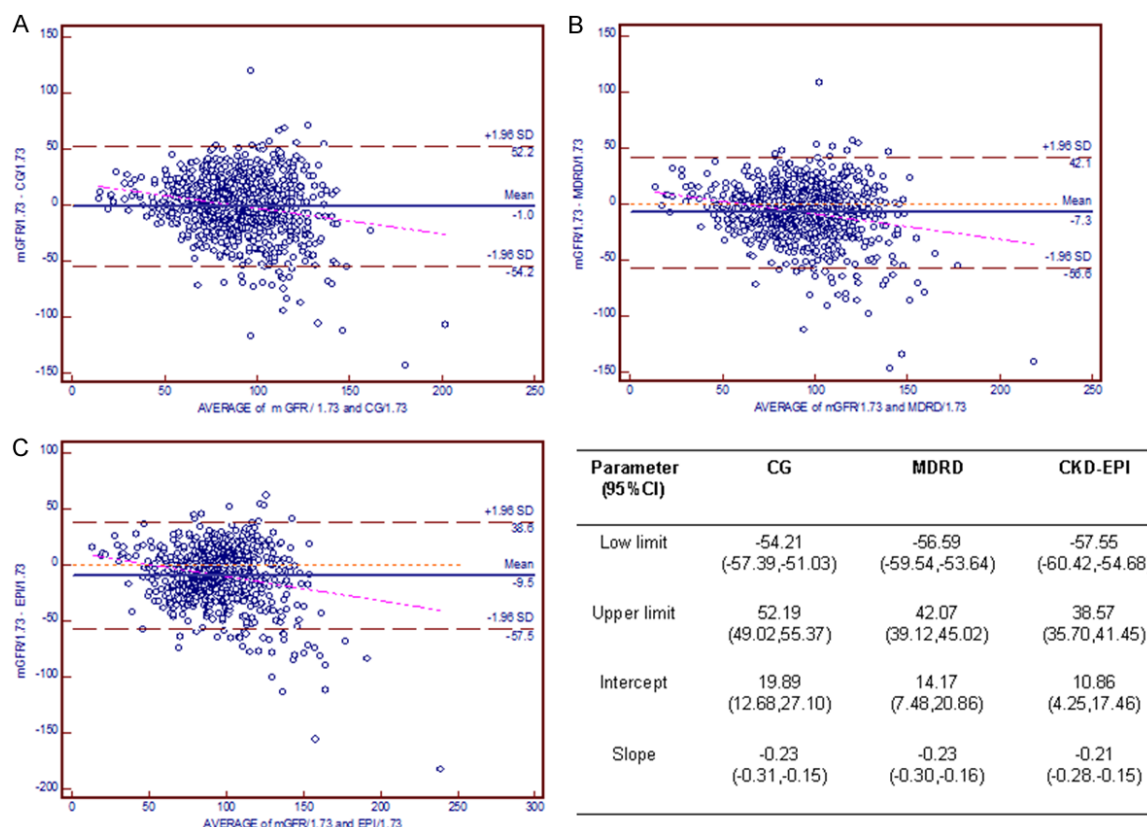 A
150
100
50
0
-50
-100
-150
mGFR/1.73 - CG/1.73
+1.96 SD
52.2
Mean
-1.0
-1.96 SD
-54.2
0 50 100 150 200 250
AVERAGE of m GFR / 1.73 and CG/1.73
B
150
100
50
0
-50
-100
-150
mGFR/1.73 - MDRD/1.73
+1.96 SD
42.1
Mean
-7.3
-1.96 SD
-56.6
0 50 100 150 200 250
AVERAGE of mGFR/1.73 and MDRD/1.73
C
100
50
0
-50
-100
-150
-200
mGFR/1.73 - EPI/1.73
+1.96 SD
38.6
Mean
-9.5
-1.96 SD
-57.5
0 50 100 150 200 250 300
AVERAGE of mGFR/1.73 and EPI/1.73
Parameter CG MDRD CKD-EPI
(95%CI)
Low limit -54.21 -56.59 -57.55
(-57.39,-51.03) (-59.54,-53.64) (-60.42,-54.68)
Upper limit 52.19 42.07 38.57
(49.02,55.37) (39.12,45.02) (35.70,41.45)
Intercept 19.89 14.17 10.86
(12.68,27.10) (7.48,20.86) (4.25,17.46)
Slope -0.23 -0.23 -0.21
(-0.31,-0.15) (-0.30,-0.16) (-0.28.-0.15)